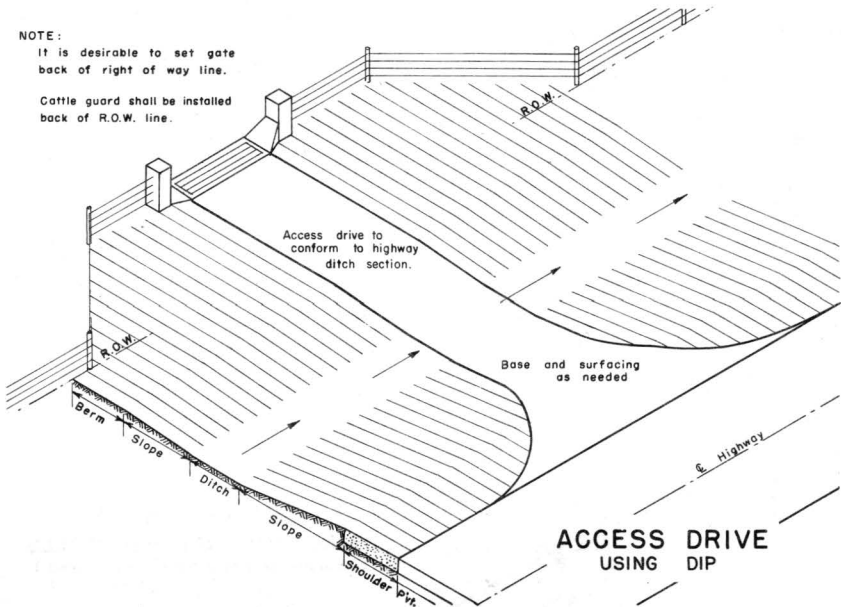 NOTE:
It is desirable to set gate
back of right of way line.
Cattle guard shall be installed
back of R.O.W. line.
R.O.W.
Access drive to
conform to highway
ditch section.
R.O.W.
Base and surfacing
as needed
Berm
Slope
Ditch
Slope
Shoulder
Pvt.
℄ Highway
ACCESS DRIVE
USING DIP